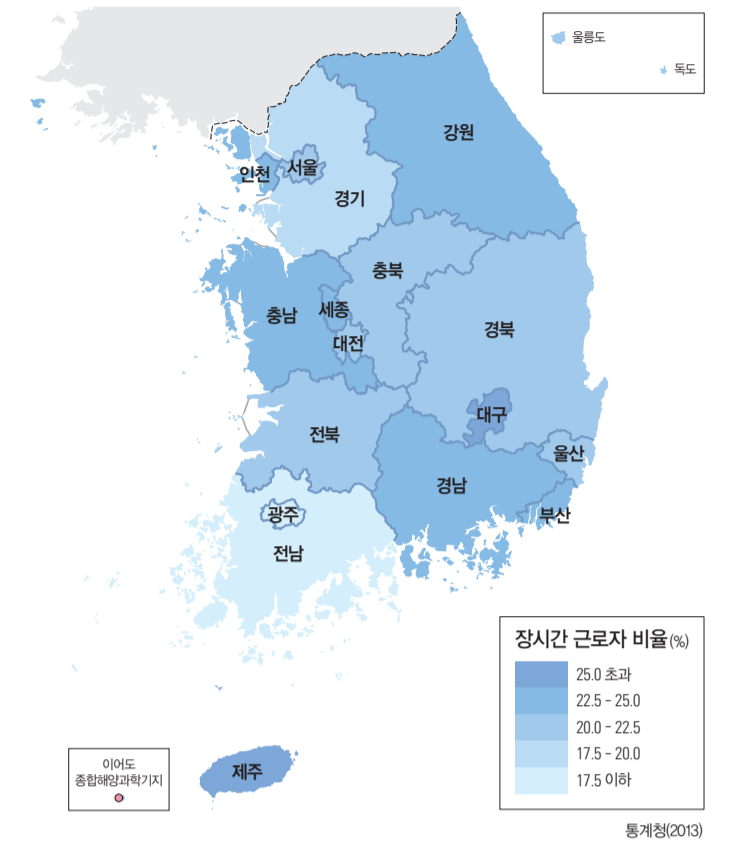 울릉도
독도
강원
서울
인천
경기
충북
충남
세종
경북
대전
대구
전북
울산
경남
광주
부산
전남
장시간 근로자 비율(%)
25.0 초과
22.5 - 25.0
20.0 - 22.5
17.5 - 20.0
17.5 이하
이어도
종합해양과학기지
제주
통계청(2013)